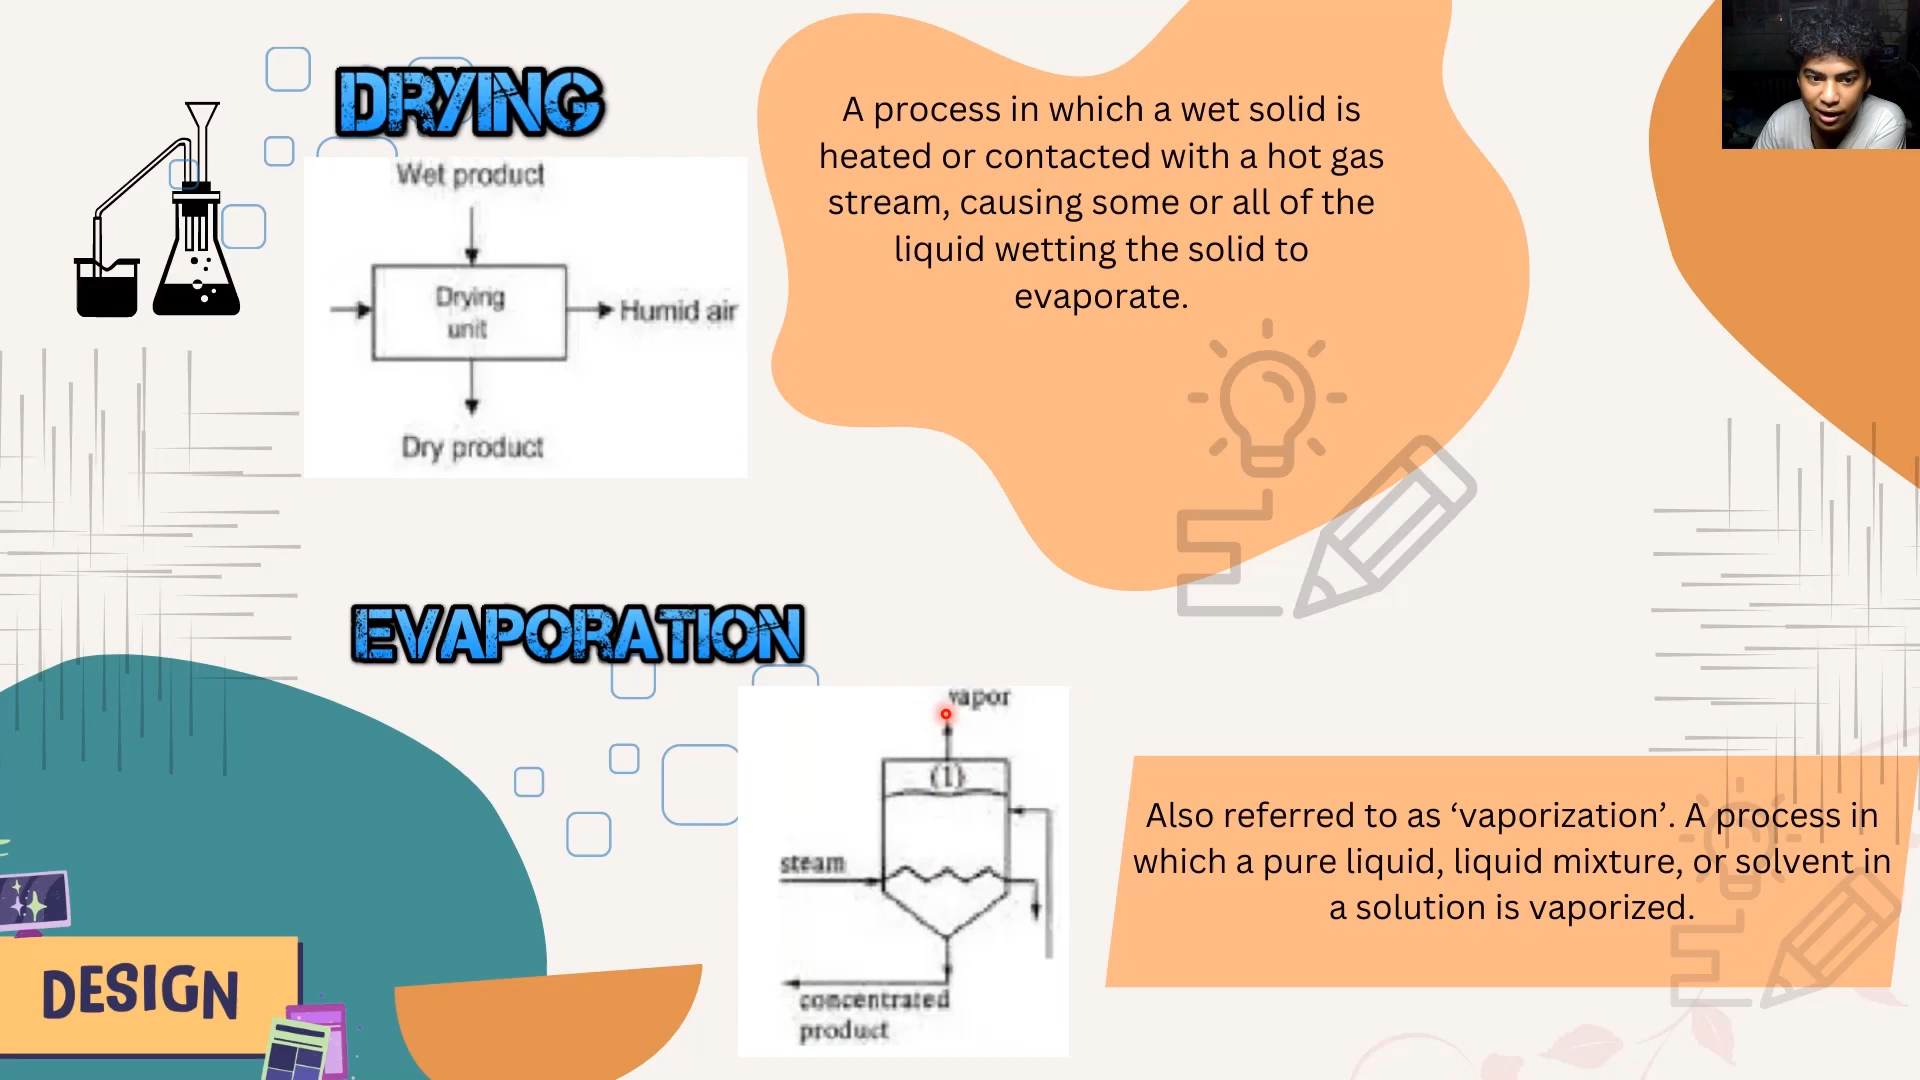 DRYING
Wet product
Drying
unit
Humid air
Dry product
A process in which a wet solid is
heated or contacted with a hot gas
stream, causing some or all of the
liquid wetting the solid to
evaporate.
EVAPORATION
vapor
(1)
steam
concentrated
product
Also referred to as ‘vaporization’. A process in
which a pure liquid, liquid mixture, or solvent in
a solution is vaporized.
DESIGN